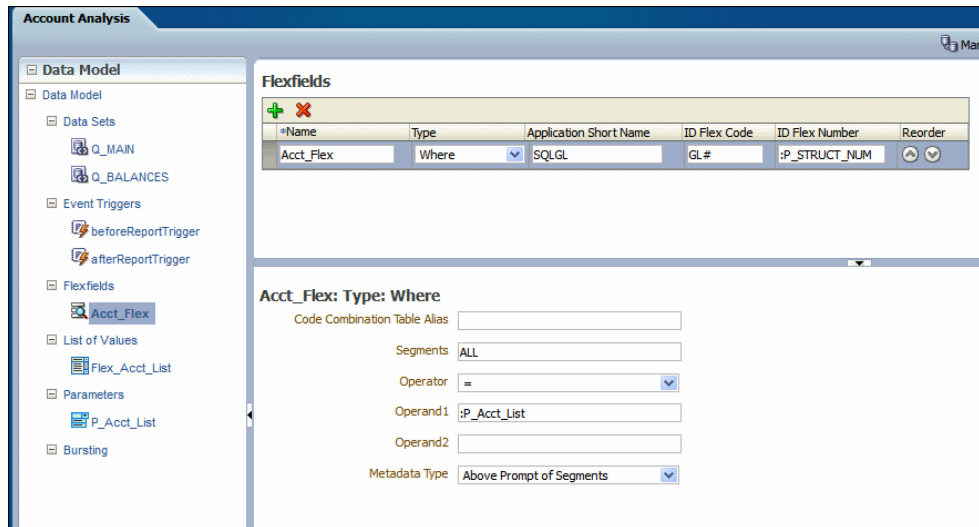 Account Analysis
Man
Data Model
Data Model
Data Sets
Q_MAIN
Q_BALANCES
Event Triggers
beforeReportTrigger
afterReportTrigger
Flexfields
Acct_Flex
List of Values
Flex_Acct_List
Parameters
P_Acct_List
Bursting
Flexfields
*Name Type Application Short Name ID Flex Code ID Flex Number Reorder
Acct_Flex Where SQLGL GL# :P_STRUCT_NUM
Acct_Flex: Type: Where
Code Combination Table Alias
Segments ALL
Operator =
Operand1 :P_Acct_List
Operand2
Metadata Type Above Prompt of Segments